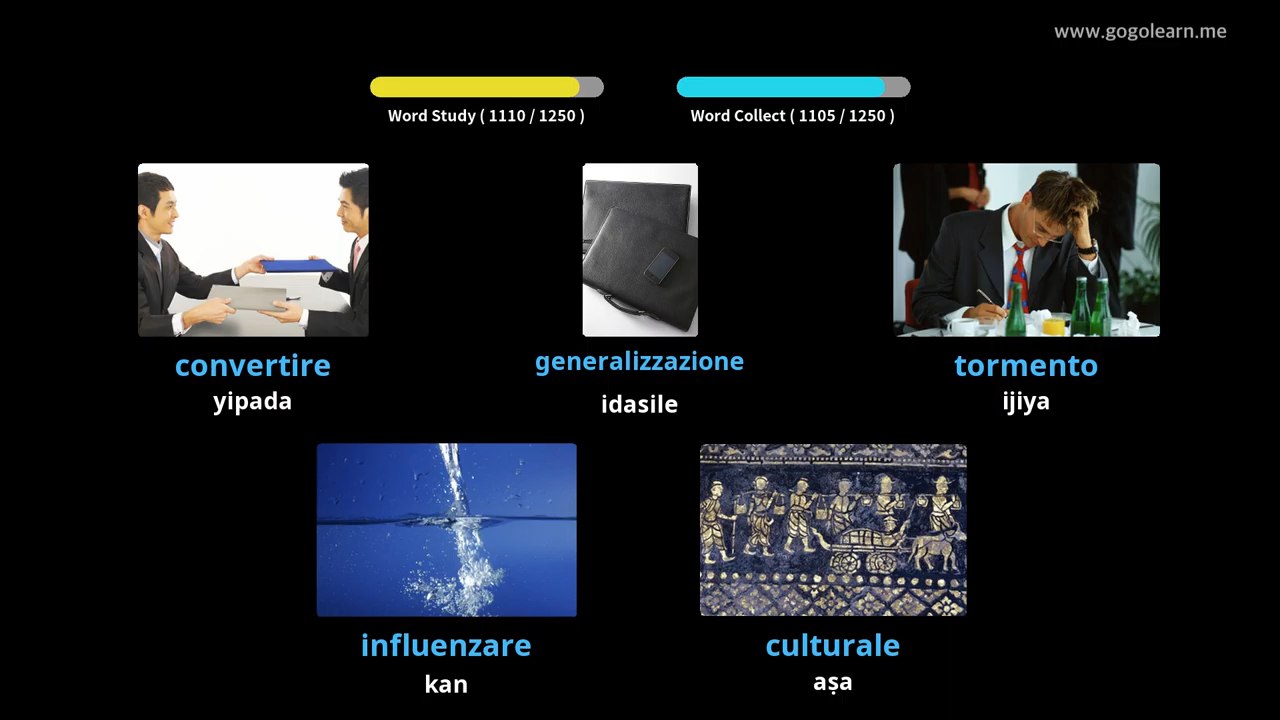 www.gogolearn.me
Word Study ( 1110 / 1250 )
Word Collect ( 1105 / 1250 )
convertire
yipada
generalizzazione
idasile
tormento
ijiya
influenzare
kan
culturale
aṣa